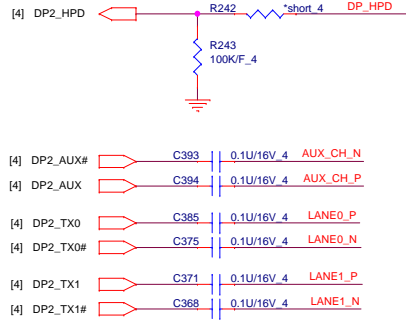 [4] DP2_HPD R242 *short_4 DP_HPD
R243
100K/F_4
[4] DP2_AUX# C393 0.1U/16V_4 AUX_CH_N
[4] DP2_AUX C394 0.1U/16V_4 AUX_CH_P
[4] DP2_TX0 C385 0.1U/16V_4 LANE0_P
[4] DP2_TX0# C375 0.1U/16V_4 LANE0_N
[4] DP2_TX1 C371 0.1U/16V_4 LANE1_P
[4] DP2_TX1# C368 0.1U/16V_4 LANE1_N